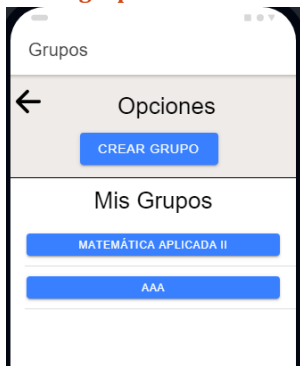 Grupos
Opciones
CREAR GRUPO
Mis Grupos
MATEMÁTICA APLICADA II
AAA